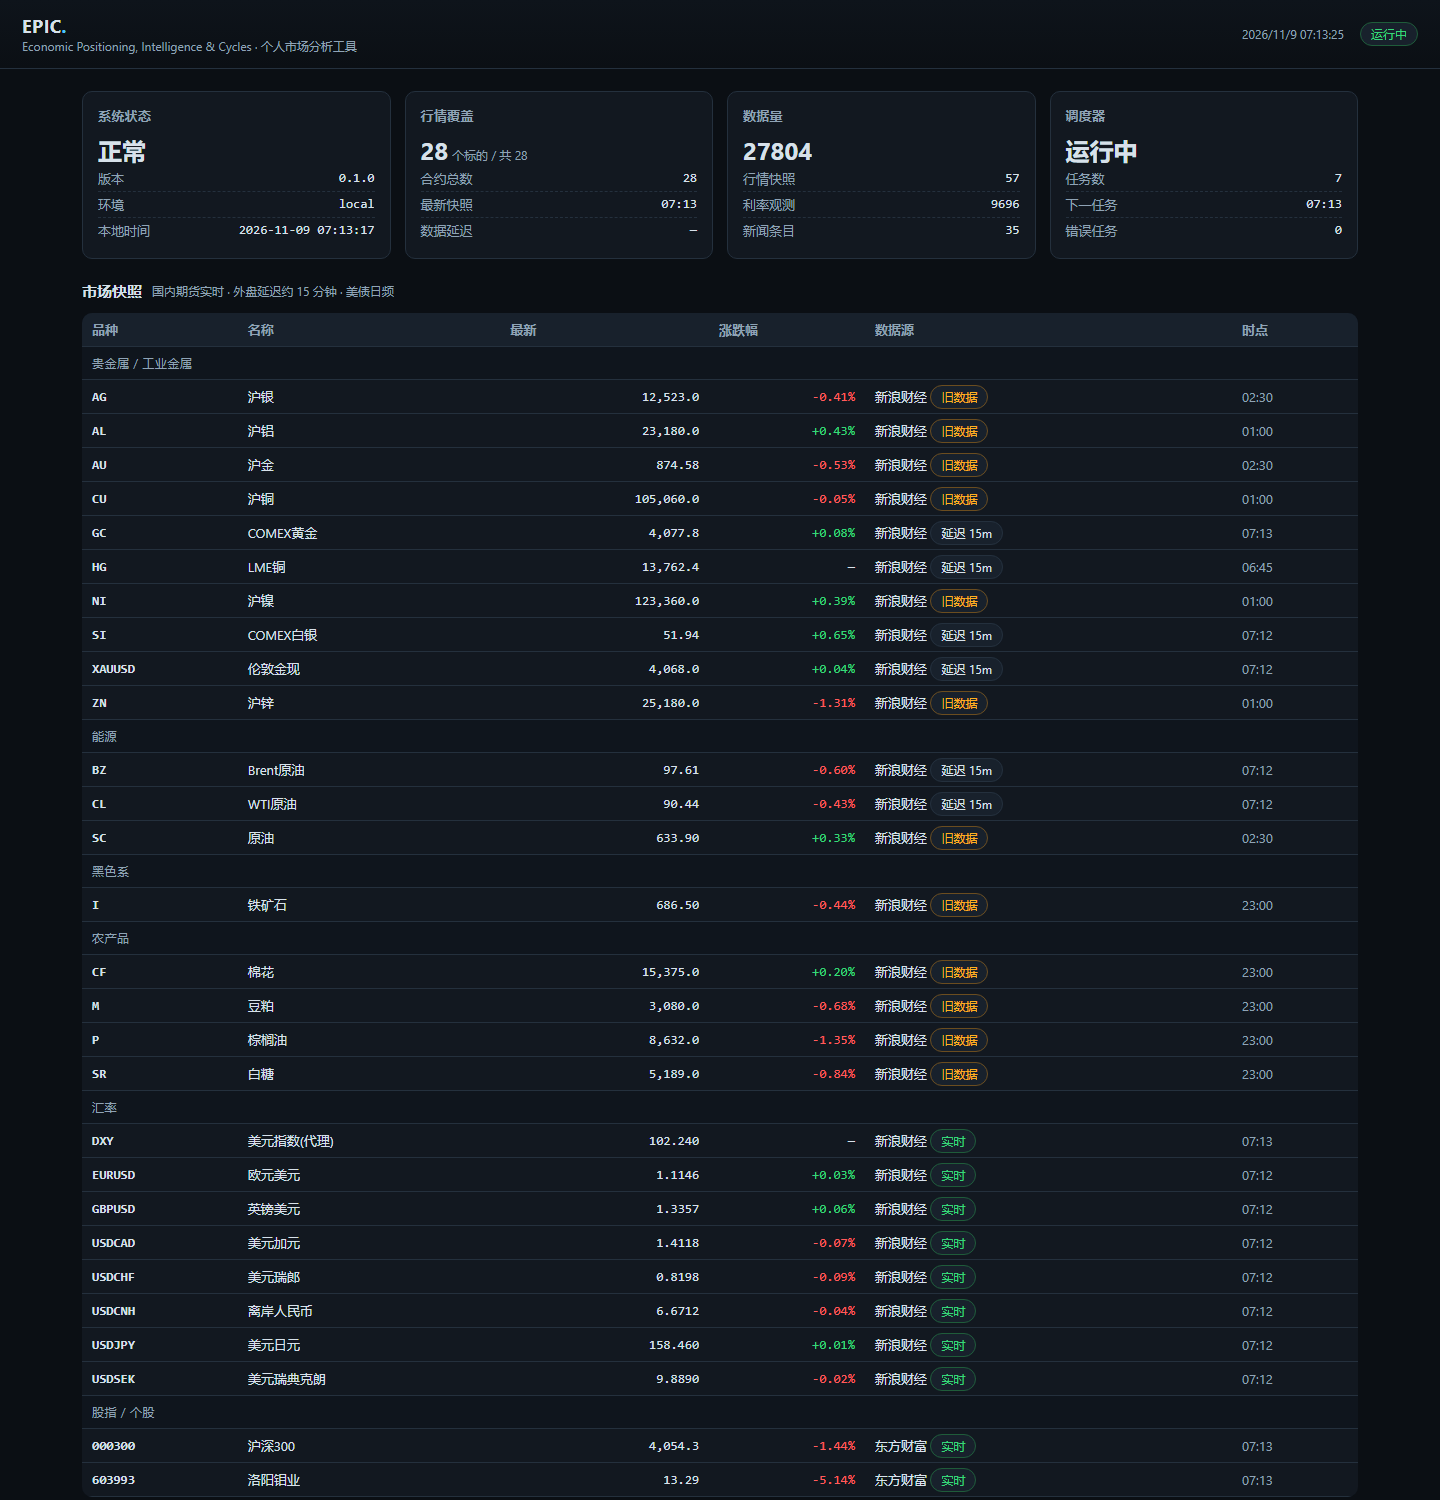 EPIC.
Economic Positioning, Intelligence & Cycles · 个人市场分析工具
2026/11/9 07:13:25 运行中
系统状态
正常
版本 0.1.0
环境 local
本地时间 2026-11-09 07:13:17
行情覆盖
28 个标的 / 共 28
合约总数 28
最新快照 07:13
数据延迟 —
数据量
27804
行情快照 57
利率观测 9696
新闻条目 35
调度器
运行中
任务数 7
下一任务 07:13
错误任务 0
市场快照 国内期货实时 · 外盘延迟约 15 分钟 · 美债日频
品种 名称 最新 涨跌幅 数据源 时点
贵金属 / 工业金属
AG 沪银 12,523.0 -0.41% 新浪财经 旧数据 02:30
AL 沪铝 23,180.0 +0.43% 新浪财经 旧数据 01:00
AU 沪金 874.58 -0.53% 新浪财经 旧数据 02:30
CU 沪铜 105,060.0 -0.05% 新浪财经 旧数据 01:00
GC COMEX黄金 4,077.8 +0.08% 新浪财经 延迟 15m 07:13
HG LME铜 13,762.4 — 新浪财经 延迟 15m 06:45
NI 沪镍 123,360.0 +0.39% 新浪财经 旧数据 01:00
SI COMEX白银 51.94 +0.65% 新浪财经 延迟 15m 07:12
XAUUSD 伦敦金现 4,068.0 +0.04% 新浪财经 延迟 15m 07:12
ZN 沪锌 25,180.0 -1.31% 新浪财经 旧数据 01:00
能源
BZ Brent原油 97.61 -0.60% 新浪财经 延迟 15m 07:12
CL WTI原油 90.44 -0.43% 新浪财经 延迟 15m 07:12
SC 原油 633.90 +0.33% 新浪财经 旧数据 02:30
黑色系
I 铁矿石 686.50 -0.44% 新浪财经 旧数据 23:00
农产品
CF 棉花 15,375.0 +0.20% 新浪财经 旧数据 23:00
M 豆粕 3,080.0 -0.68% 新浪财经 旧数据 23:00
P 棕榈油 8,632.0 -1.35% 新浪财经 旧数据 23:00
SR 白糖 5,189.0 -0.84% 新浪财经 旧数据 23:00
汇率
DXY 美元指数(代理) 102.240 — 新浪财经 实时 07:13
EURUSD 欧元美元 1.1146 +0.03% 新浪财经 实时 07:12
GBPUSD 英镑美元 1.3357 +0.06% 新浪财经 实时 07:12
USDCAD 美元加元 1.4118 -0.07% 新浪财经 实时 07:12
USDCHF 美元瑞郎 0.8198 -0.09% 新浪财经 实时 07:12
USDCNH 离岸人民币 6.6712 -0.04% 新浪财经 实时 07:12
USDJPY 美元日元 158.460 +0.01% 新浪财经 实时 07:12
USDSEK 美元瑞典克朗 9.8890 -0.02% 新浪财经 实时 07:12
股指 / 个股
000300 沪深300 4,054.3 -1.44% 东方财富 实时 07:13
603993 洛阳钼业 13.29 -5.14% 东方财富 实时 07:13